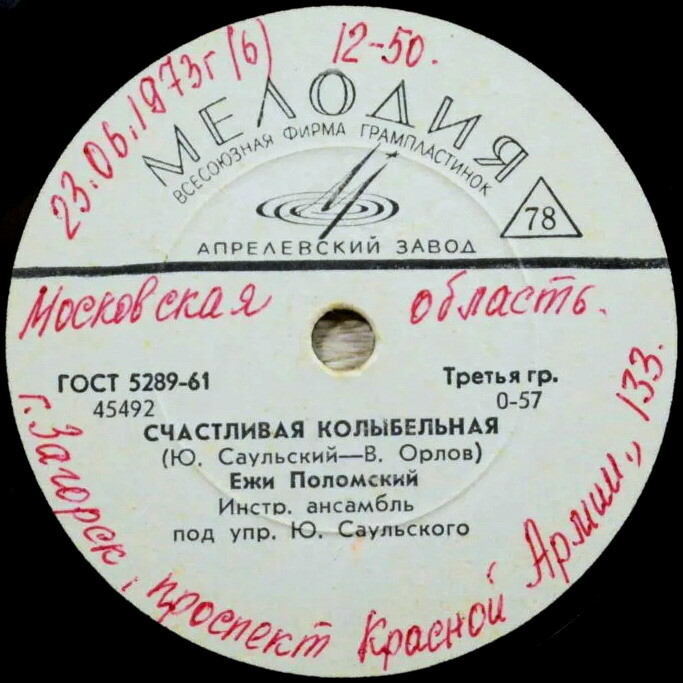 23.06.1973г (6) 12-50.
МЕЛОДИЯ
ВСЕСОЮЗНАЯ ФИРМА ГРАМПЛАСТИНОК
78
АПРЕЛЕВСКИЙ ЗАВОД
Московская область.
ГОСТ 5289-61 Третья гр.
45492 0-57
СЧАСТЛИВАЯ КОЛЫБЕЛЬНАЯ
(Ю. Саульский—В. Орлов)
Ежи Поломский
Инстр. ансамбль
под упр. Ю. Саульского
г. Загорск, проспект Красной Армии, 133.